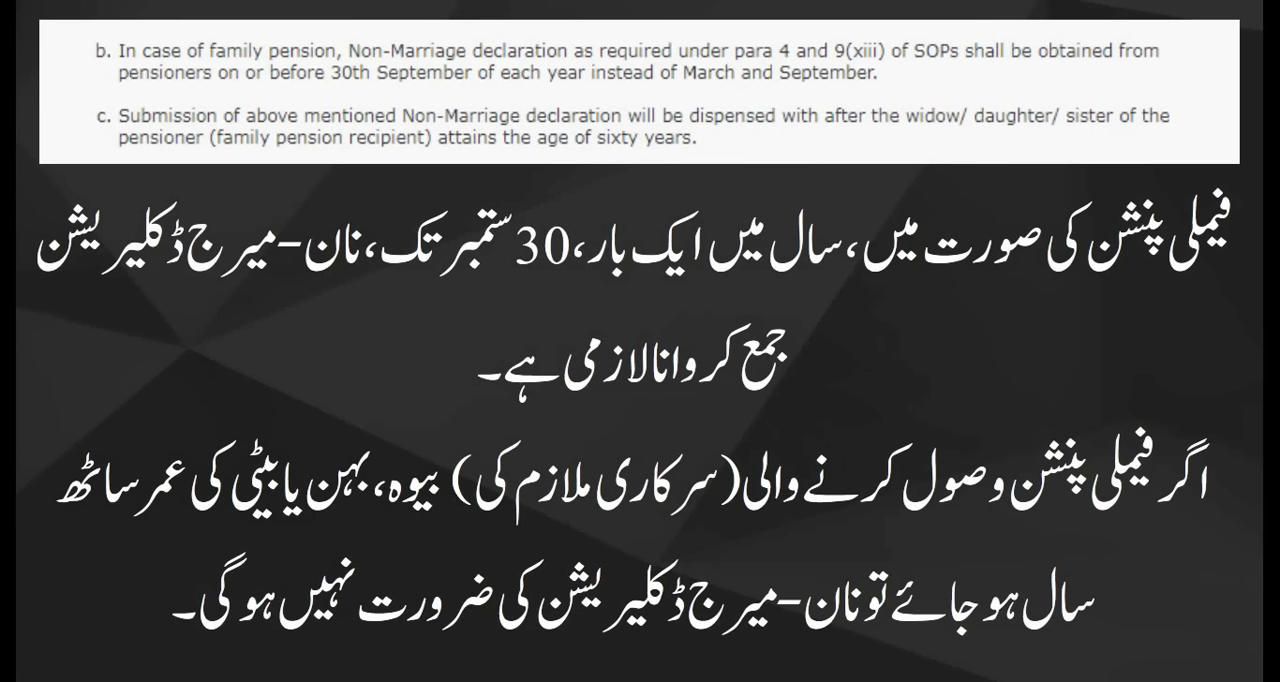 b. In case of family pension, Non-Marriage declaration as required under para 4 and 9(xiii) of SOPs shall be obtained from
pensioners on or before 30th September of each year instead of March and September.
c. Submission of above mentioned Non-Marriage declaration will be dispensed with after the widow/ daughter/ sister of the
pensioner (family pension recipient) attains the age of sixty years.
فیملی پنشن کی صورت میں، سال میں ایک بار، 30 ستمبر تک، نان-میرج ڈکلیریشن
جمع کروانا لازمی ہے۔
اگر فیملی پنشن وصول کرنے والی (سرکاری ملازم کی) بیوہ، بہن یا بیٹی کی عمر ساٹھ
سال ہو جائے تو نان-میرج ڈکلیریشن کی ضرورت نہیں ہوگی۔